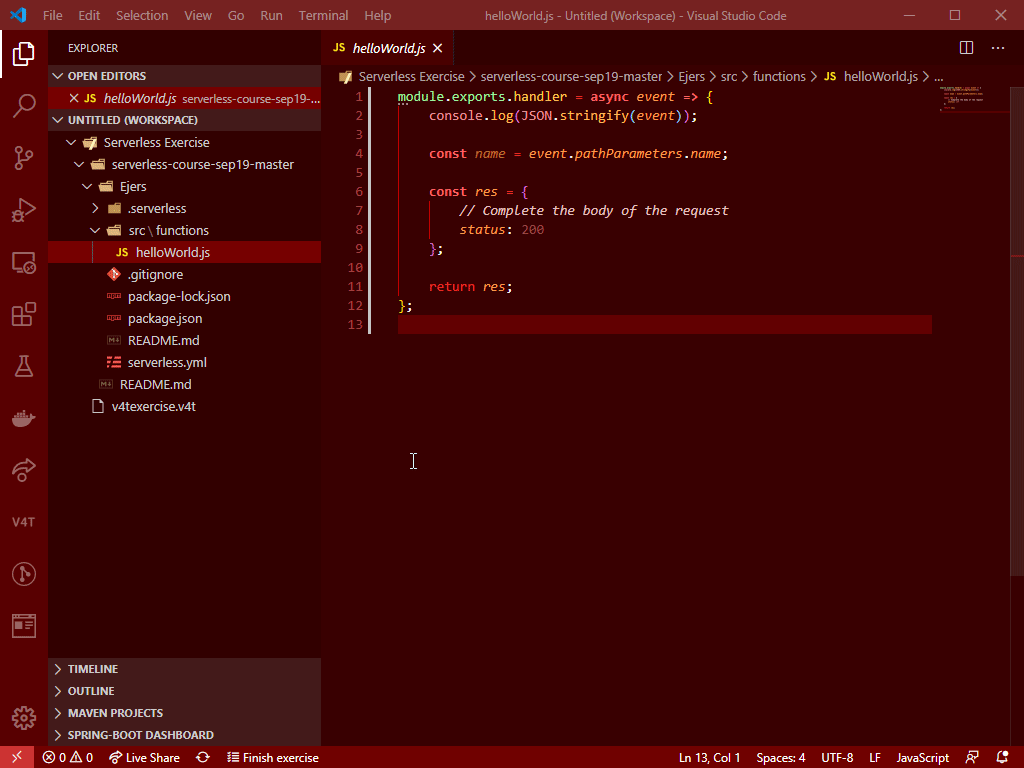 File Edit Selection View Go Run Terminal Help helloWorld.js - Untitled (Workspace) - Visual Studio Code
EXPLORER
OPEN EDITORS
JS helloWorld.js serverless-course-sep19-...
UNTITLED (WORKSPACE)
Serverless Exercise
serverless-course-sep19-master
Ejers
.serverless
src \ functions
JS helloWorld.js
.gitignore
package-lock.json
package.json
README.md
serverless.yml
README.md
v4texercise.v4t
V4T
TIMELINE
OUTLINE
MAVEN PROJECTS
SPRING-BOOT DASHBOARD
JS helloWorld.js
Serverless Exercise > serverless-course-sep19-master > Ejers > src > functions > JS helloWorld.js > ...
1 module.exports.handler = async event => {
2 console.log(JSON.stringify(event));
3
4 const name = event.pathParameters.name;
5
6 const res = {
7 // Complete the body of the request
8 status: 200
9 };
10
11 return res;
12 };
13
0 0 Live Share Finish exercise Ln 13, Col 1 Spaces: 4 UTF-8 LF JavaScript